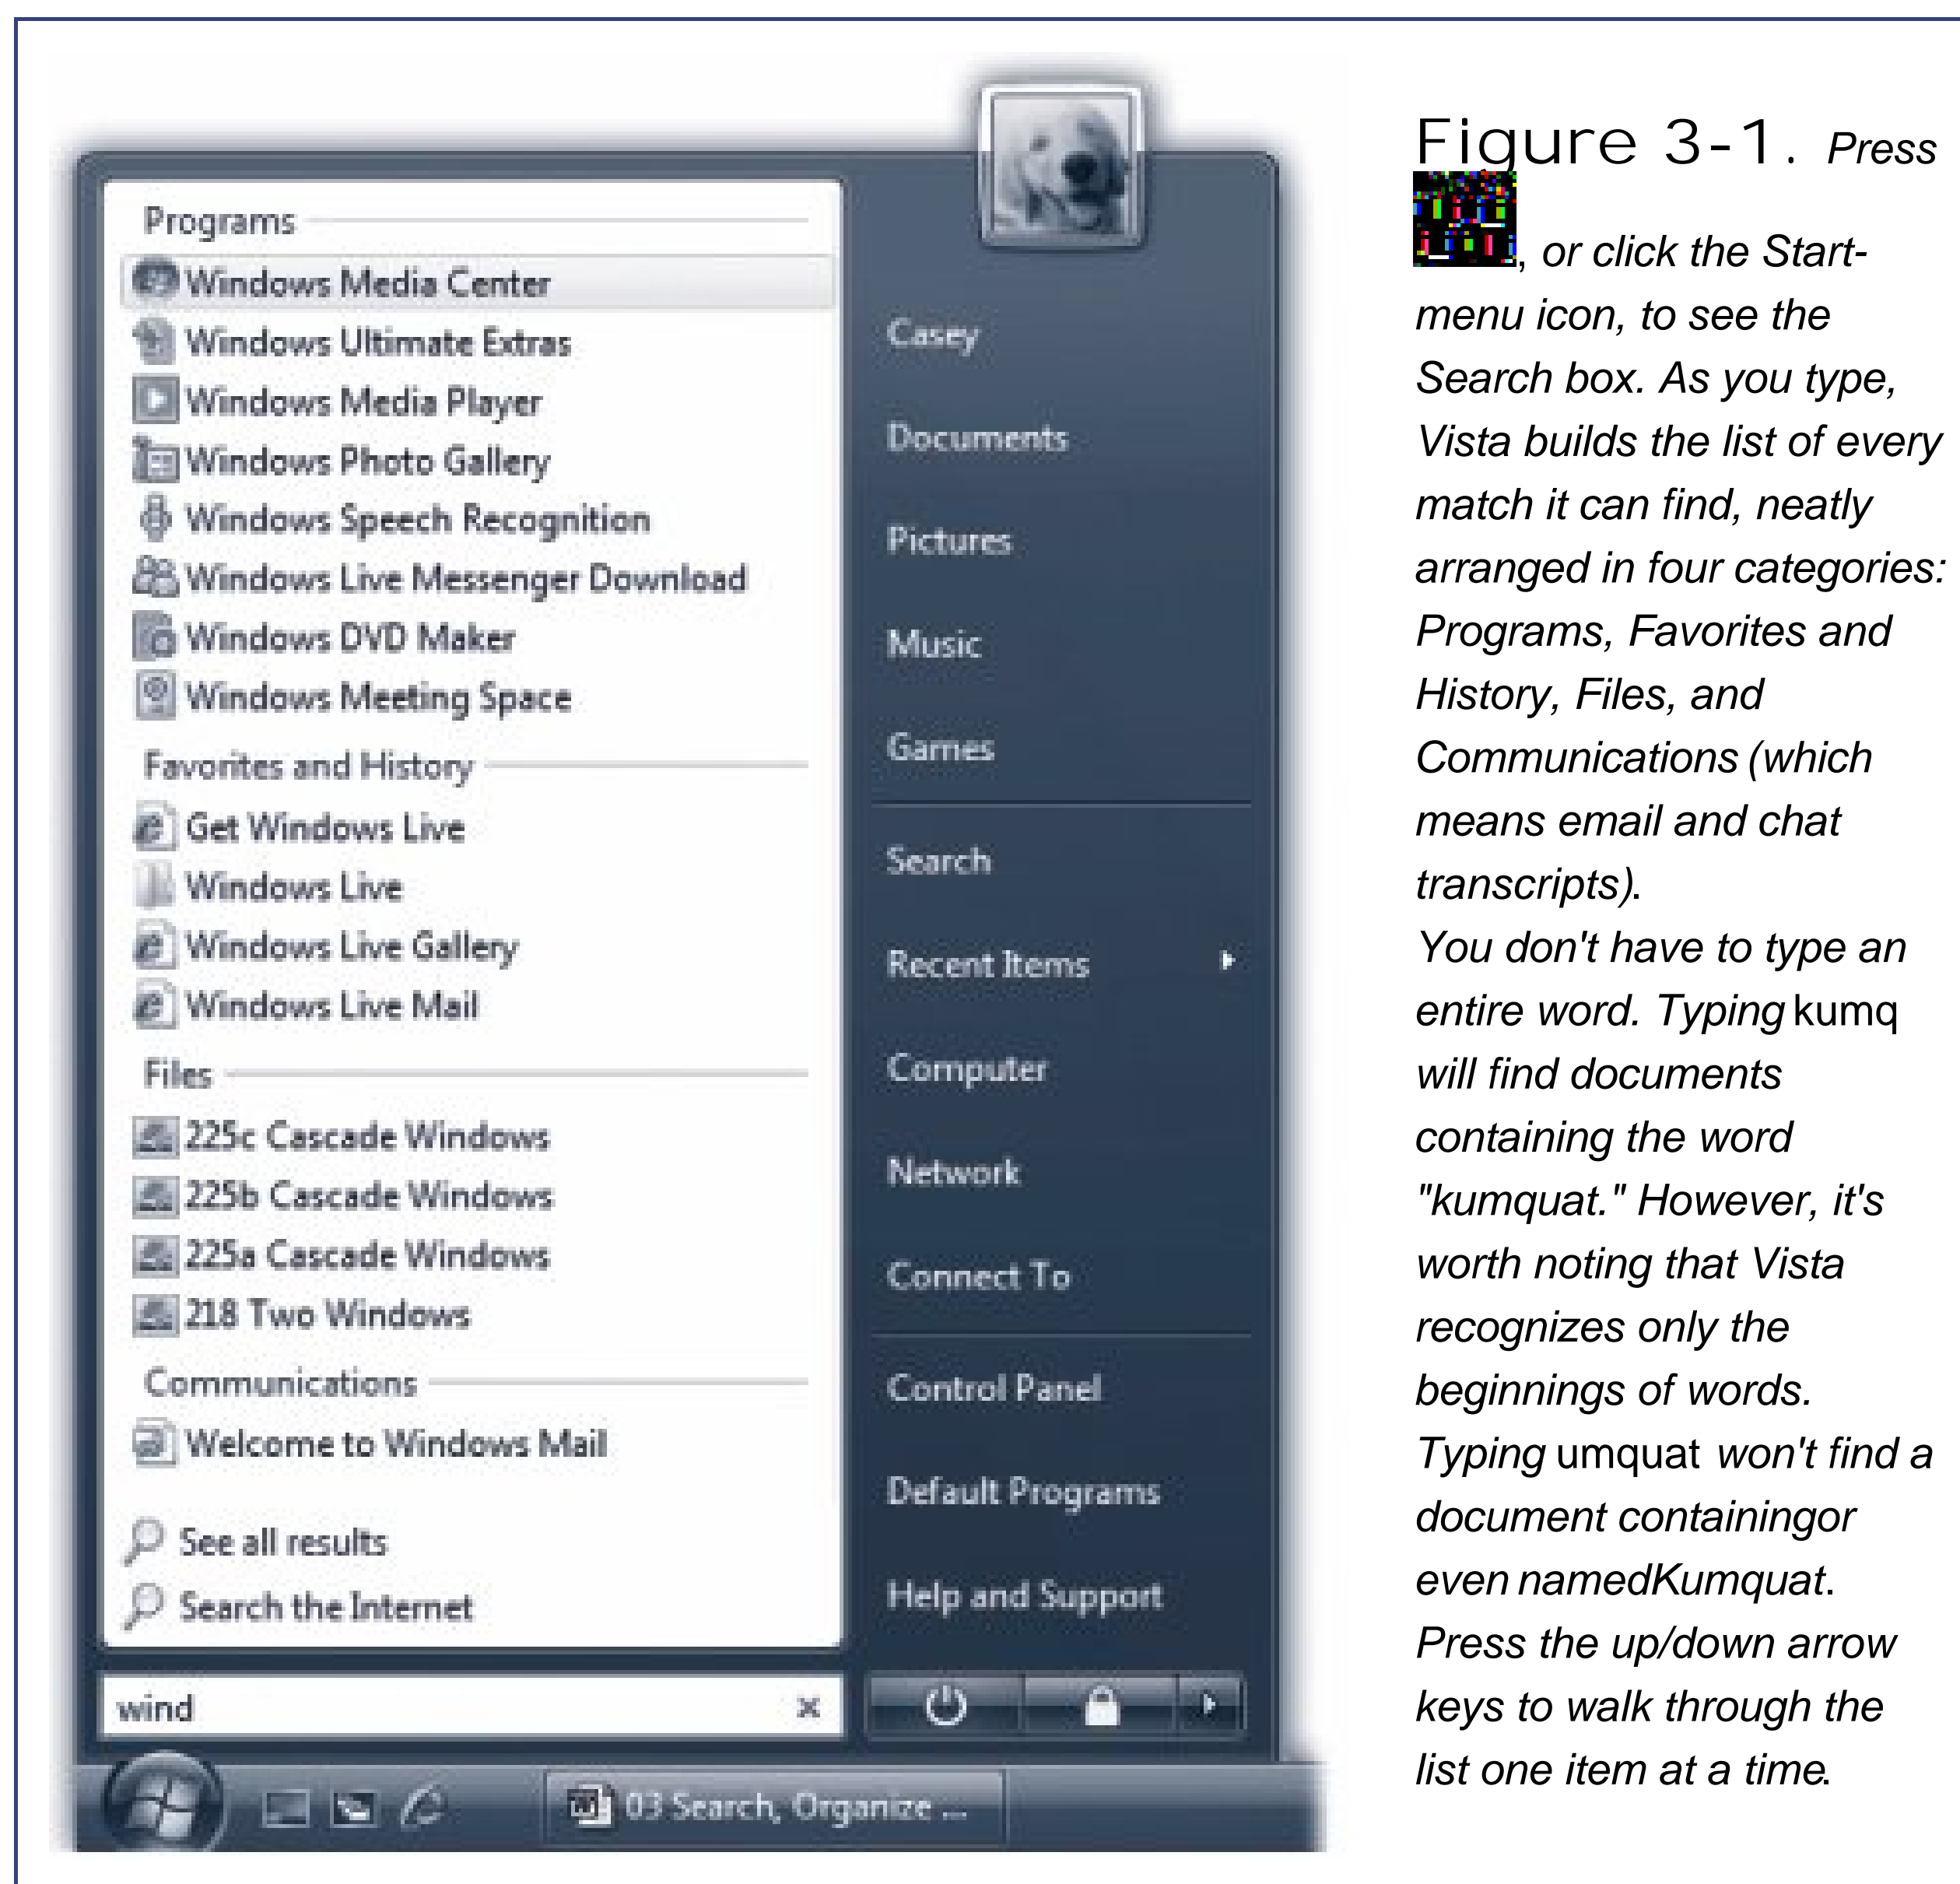 Programs
Windows Media Center
Windows Ultimate Extras
Windows Media Player
Windows Photo Gallery
Windows Speech Recognition
Windows Live Messenger Download
Windows DVD Maker
Windows Meeting Space
Favorites and History
Get Windows Live
Windows Live
Windows Live Gallery
Windows Live Mail
Files
225c Cascade Windows
225b Cascade Windows
225a Cascade Windows
218 Two Windows
Communications
Welcome to Windows Mail
See all results
Search the Internet
wind
Casey
Documents
Pictures
Music
Games
Search
Recent Items
Computer
Network
Connect To
Control Panel
Default Programs
Help and Support
03 Search, Organize ...
Figure 3-1. Press
, or click the Start-
menu icon, to see the
Search box. As you type,
Vista builds the list of every
match it can find, neatly
arranged in four categories:
Programs, Favorites and
History, Files, and
Communications (which
means email and chat
transcripts).
You don't have to type an
entire word. Typing kumq
will find documents
containing the word
"kumquat." However, it's
worth noting that Vista
recognizes only the
beginnings of words.
Typing umquat won't find a
document containingor
even namedKumquat.
Press the up/down arrow
keys to walk through the
list one item at a time.